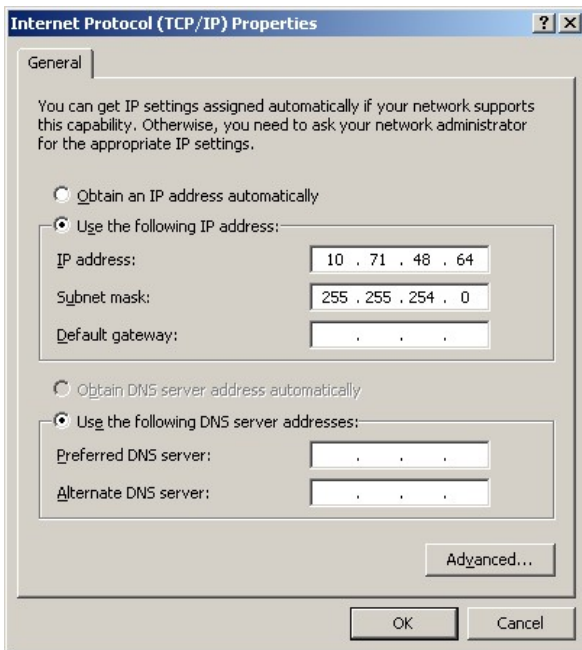 Internet Protocol (TCP/IP) Properties
General
You can get IP settings assigned automatically if your network supports
this capability. Otherwise, you need to ask your network administrator
for the appropriate IP settings.
Obtain an IP address automatically
Use the following IP address:
IP address: 10 . 71 . 48 . 64
Subnet mask: 255 . 255 . 254 . 0
Default gateway: . . .
Obtain DNS server address automatically
Use the following DNS server addresses:
Preferred DNS server: . . .
Alternate DNS server: . . .
Advanced...
OK Cancel